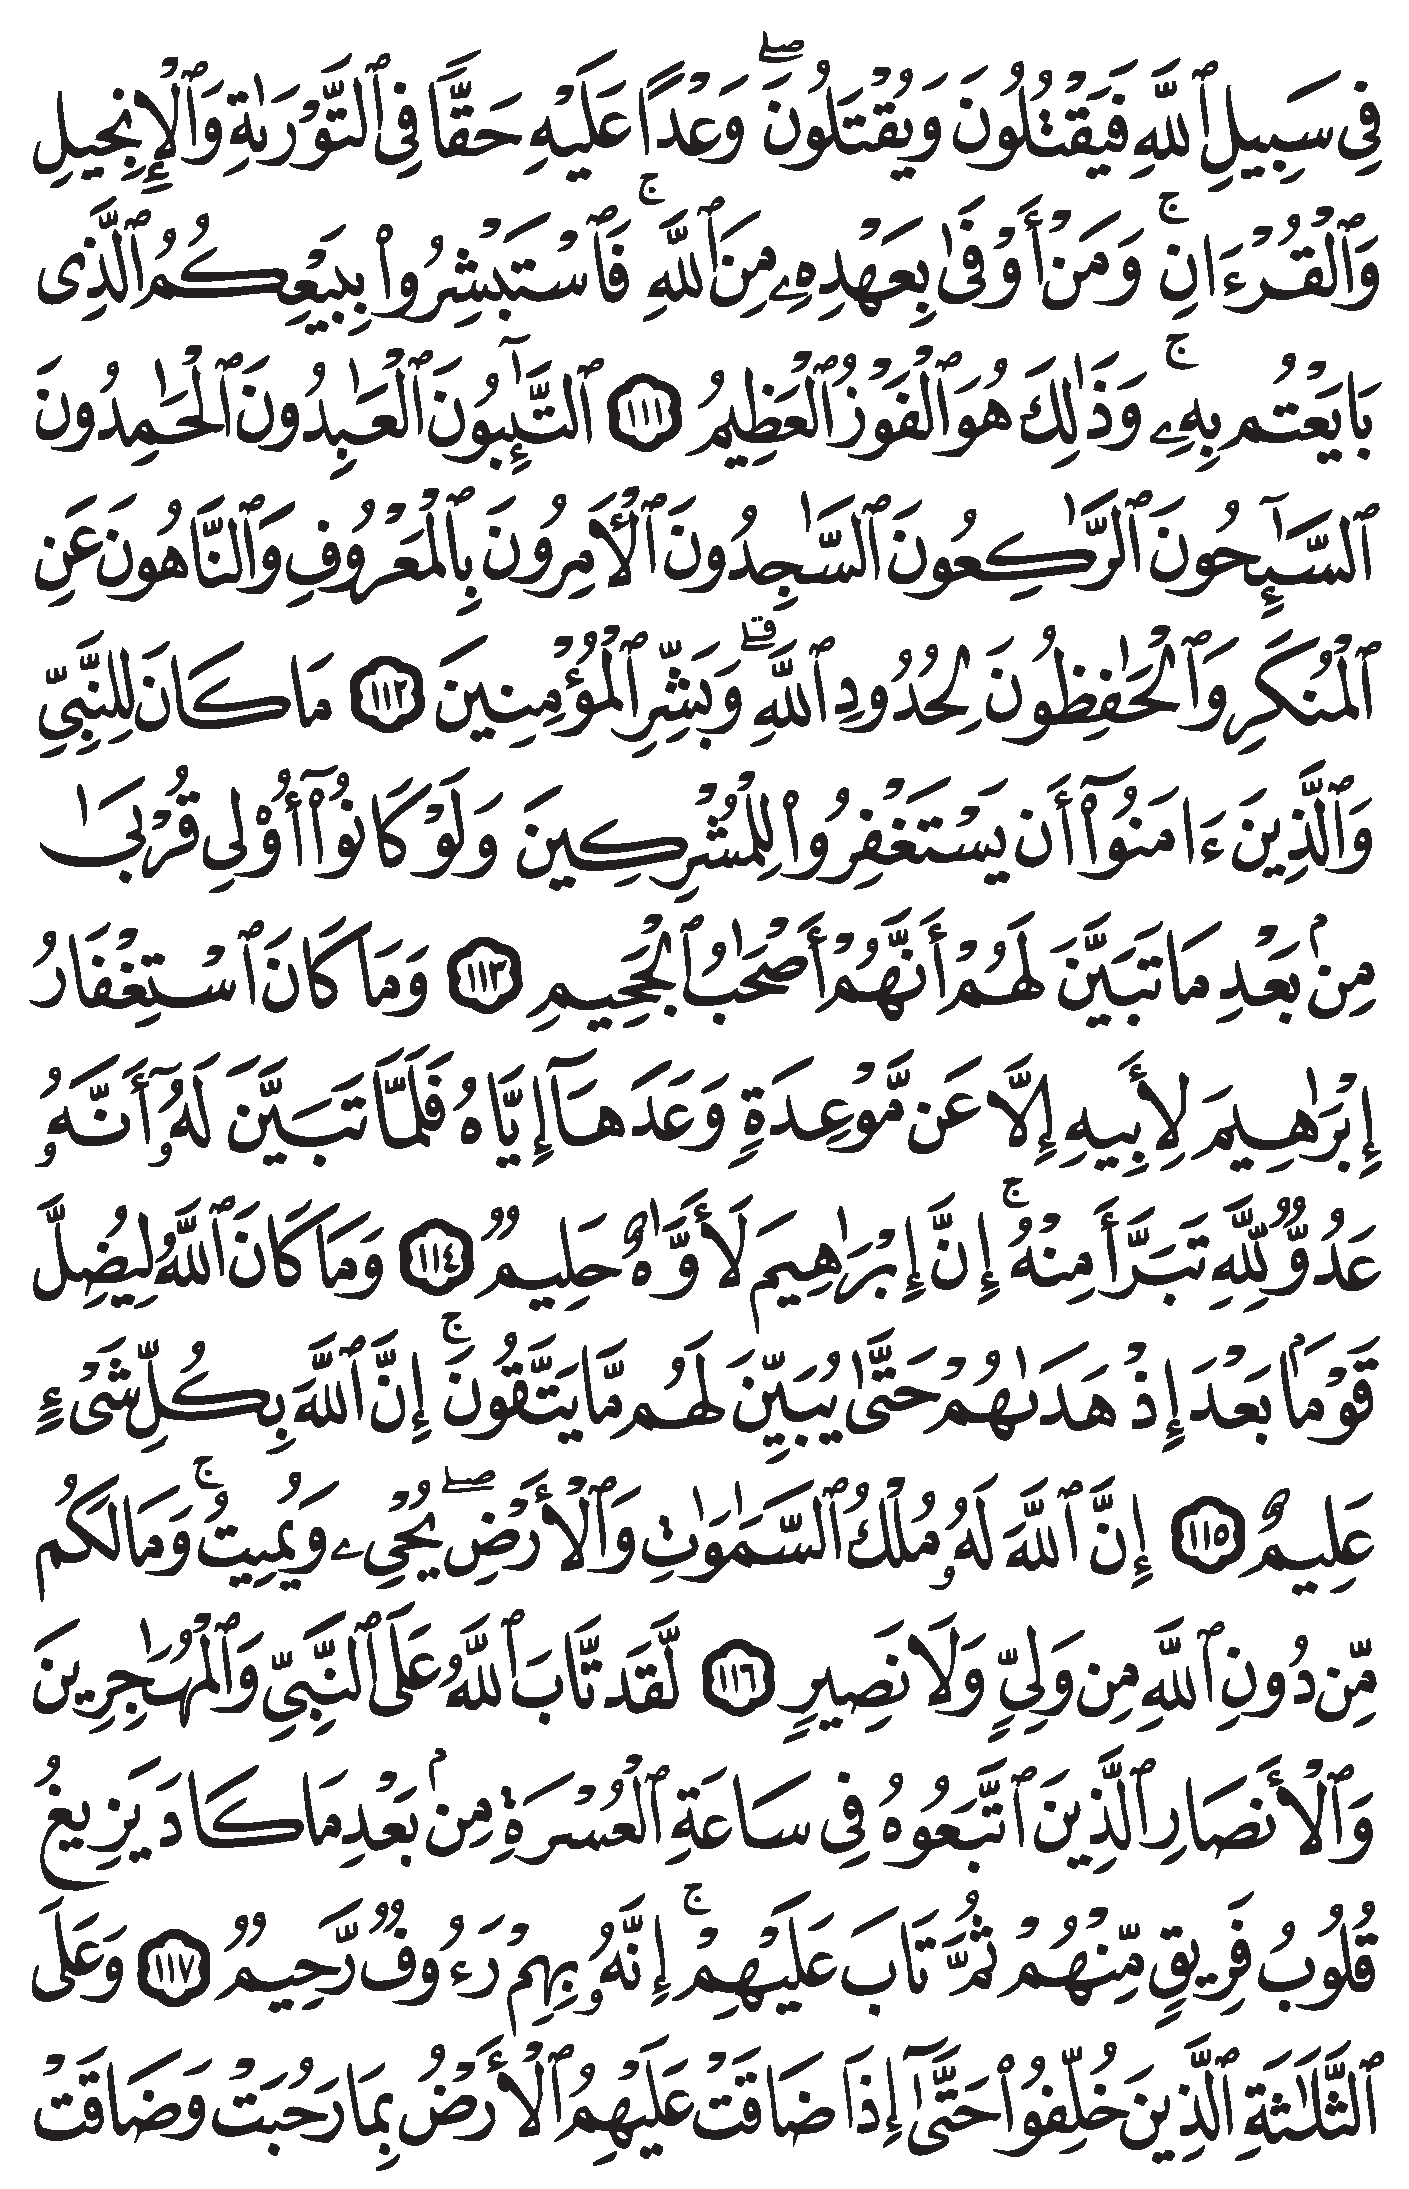 فِى سَبِيلِ ٱللَّهِ فَيَقْتُلُونَ وَيُقْتَلُونَ ۖ وَعْدًا عَلَيْهِ حَقًّا فِى ٱلتَّوْرَىٰةِ وَٱلْإِنجِيلِ
وَٱلْقُرْءَانِ ۚ وَمَنْ أَوْفَىٰ بِعَهْدِهِۦ مِنَ ٱللَّهِ ۚ فَٱسْتَبْشِرُوا۟ بِبَيْعِكُمُ ٱلَّذِى
بَايَعْتُم بِهِۦ ۚ وَذَٰلِكَ هُوَ ٱلْفَوْزُ ٱلْعَظِيمُ ١١١ ٱلتَّـٰٓئِبُونَ ٱلْعَـٰبِدُونَ ٱلْحَـٰمِدُونَ
ٱلسَّـٰٓئِحُونَ ٱلرَّٰكِعُونَ ٱلسَّـٰجِدُونَ ٱلْـَٔامِرُونَ بِٱلْمَعْرُوفِ وَٱلنَّاهُونَ عَنِ
ٱلْمُنكَرِ وَٱلْحَـٰفِظُونَ لِحُدُودِ ٱللَّهِ ۗ وَبَشِّرِ ٱلْمُؤْمِنِينَ ١١٢ مَا كَانَ لِلنَّبِىِّ
وَٱلَّذِينَ ءَامَنُوٓا۟ أَن يَسْتَغْفِرُوا۟ لِلْمُشْرِكِينَ وَلَوْ كَانُوٓا۟ أُو۟لِى قُرْبَىٰ
مِنۢ بَعْدِ مَا تَبَيَّنَ لَهُمْ أَنَّهُمْ أَصْحَـٰبُ ٱلْجَحِيمِ ١١٣ وَمَا كَانَ ٱسْتِغْفَارُ
إِبْرَٰهِيمَ لِأَبِيهِ إِلَّا عَن مَّوْعِدَةٍ وَعَدَهَآ إِيَّاهُ فَلَمَّا تَبَيَّنَ لَهُۥٓ أَنَّهُۥ
عَدُوٌّ لِّلَّهِ تَبَرَّأَ مِنْهُ ۚ إِنَّ إِبْرَٰهِيمَ لَأَوَّٰهٌ حَلِيمٌ ١١٤ وَمَا كَانَ ٱللَّهُ لِيُضِلَّ
قَوْمًۢا بَعْدَ إِذْ هَدَىٰهُمْ حَتَّىٰ يُبَيِّنَ لَهُم مَّا يَتَّقُونَ ۚ إِنَّ ٱللَّهَ بِكُلِّ شَىْءٍ
عَلِيمٌ ١١٥ إِنَّ ٱللَّهَ لَهُۥ مُلْكُ ٱلسَّمَـٰوَٰتِ وَٱلْأَرْضِ ۖ يُحْىِۦ وَيُمِيتُ ۚ وَمَا لَكُم
مِّن دُونِ ٱللَّهِ مِن وَلِىٍّ وَلَا نَصِيرٍ ١١٦ لَّقَد تَّابَ ٱللَّهُ عَلَى ٱلنَّبِىِّ وَٱلْمُهَـٰجِرِينَ
وَٱلْأَنصَارِ ٱلَّذِينَ ٱتَّبَعُوهُ فِى سَاعَةِ ٱلْعُسْرَةِ مِنۢ بَعْدِ مَا كَادَ يَزِيغُ
قُلُوبُ فَرِيقٍ مِّنْهُمْ ثُمَّ تَابَ عَلَيْهِمْ ۚ إِنَّهُۥ بِهِمْ رَءُوفٌ رَّحِيمٌ ١١٧ وَعَلَى
ٱلثَّلَـٰثَةِ ٱلَّذِينَ خُلِّفُوا۟ حَتَّىٰٓ إِذَا ضَاقَتْ عَلَيْهِمُ ٱلْأَرْضُ بِمَا رَحُبَتْ وَضَاقَتْ